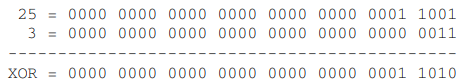 25 = 0000 0000 0000 0000 0000 0000 0001 1001
3 = 0000 0000 0000 0000 0000 0000 0000 0011
---------------------------------------------
XOR = 0000 0000 0000 0000 0000 0000 0001 1010